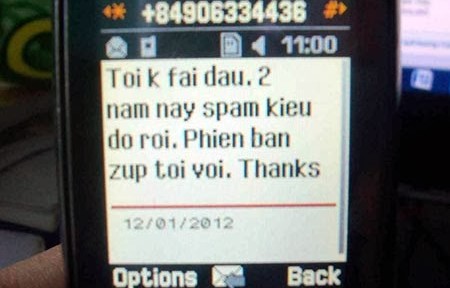 +84906334436
11:00
Toi k fai dau. 2
nam nay spam kieu
do roi. Phien ban
zup toi voi. Thanks
12/01/2012
Options Back